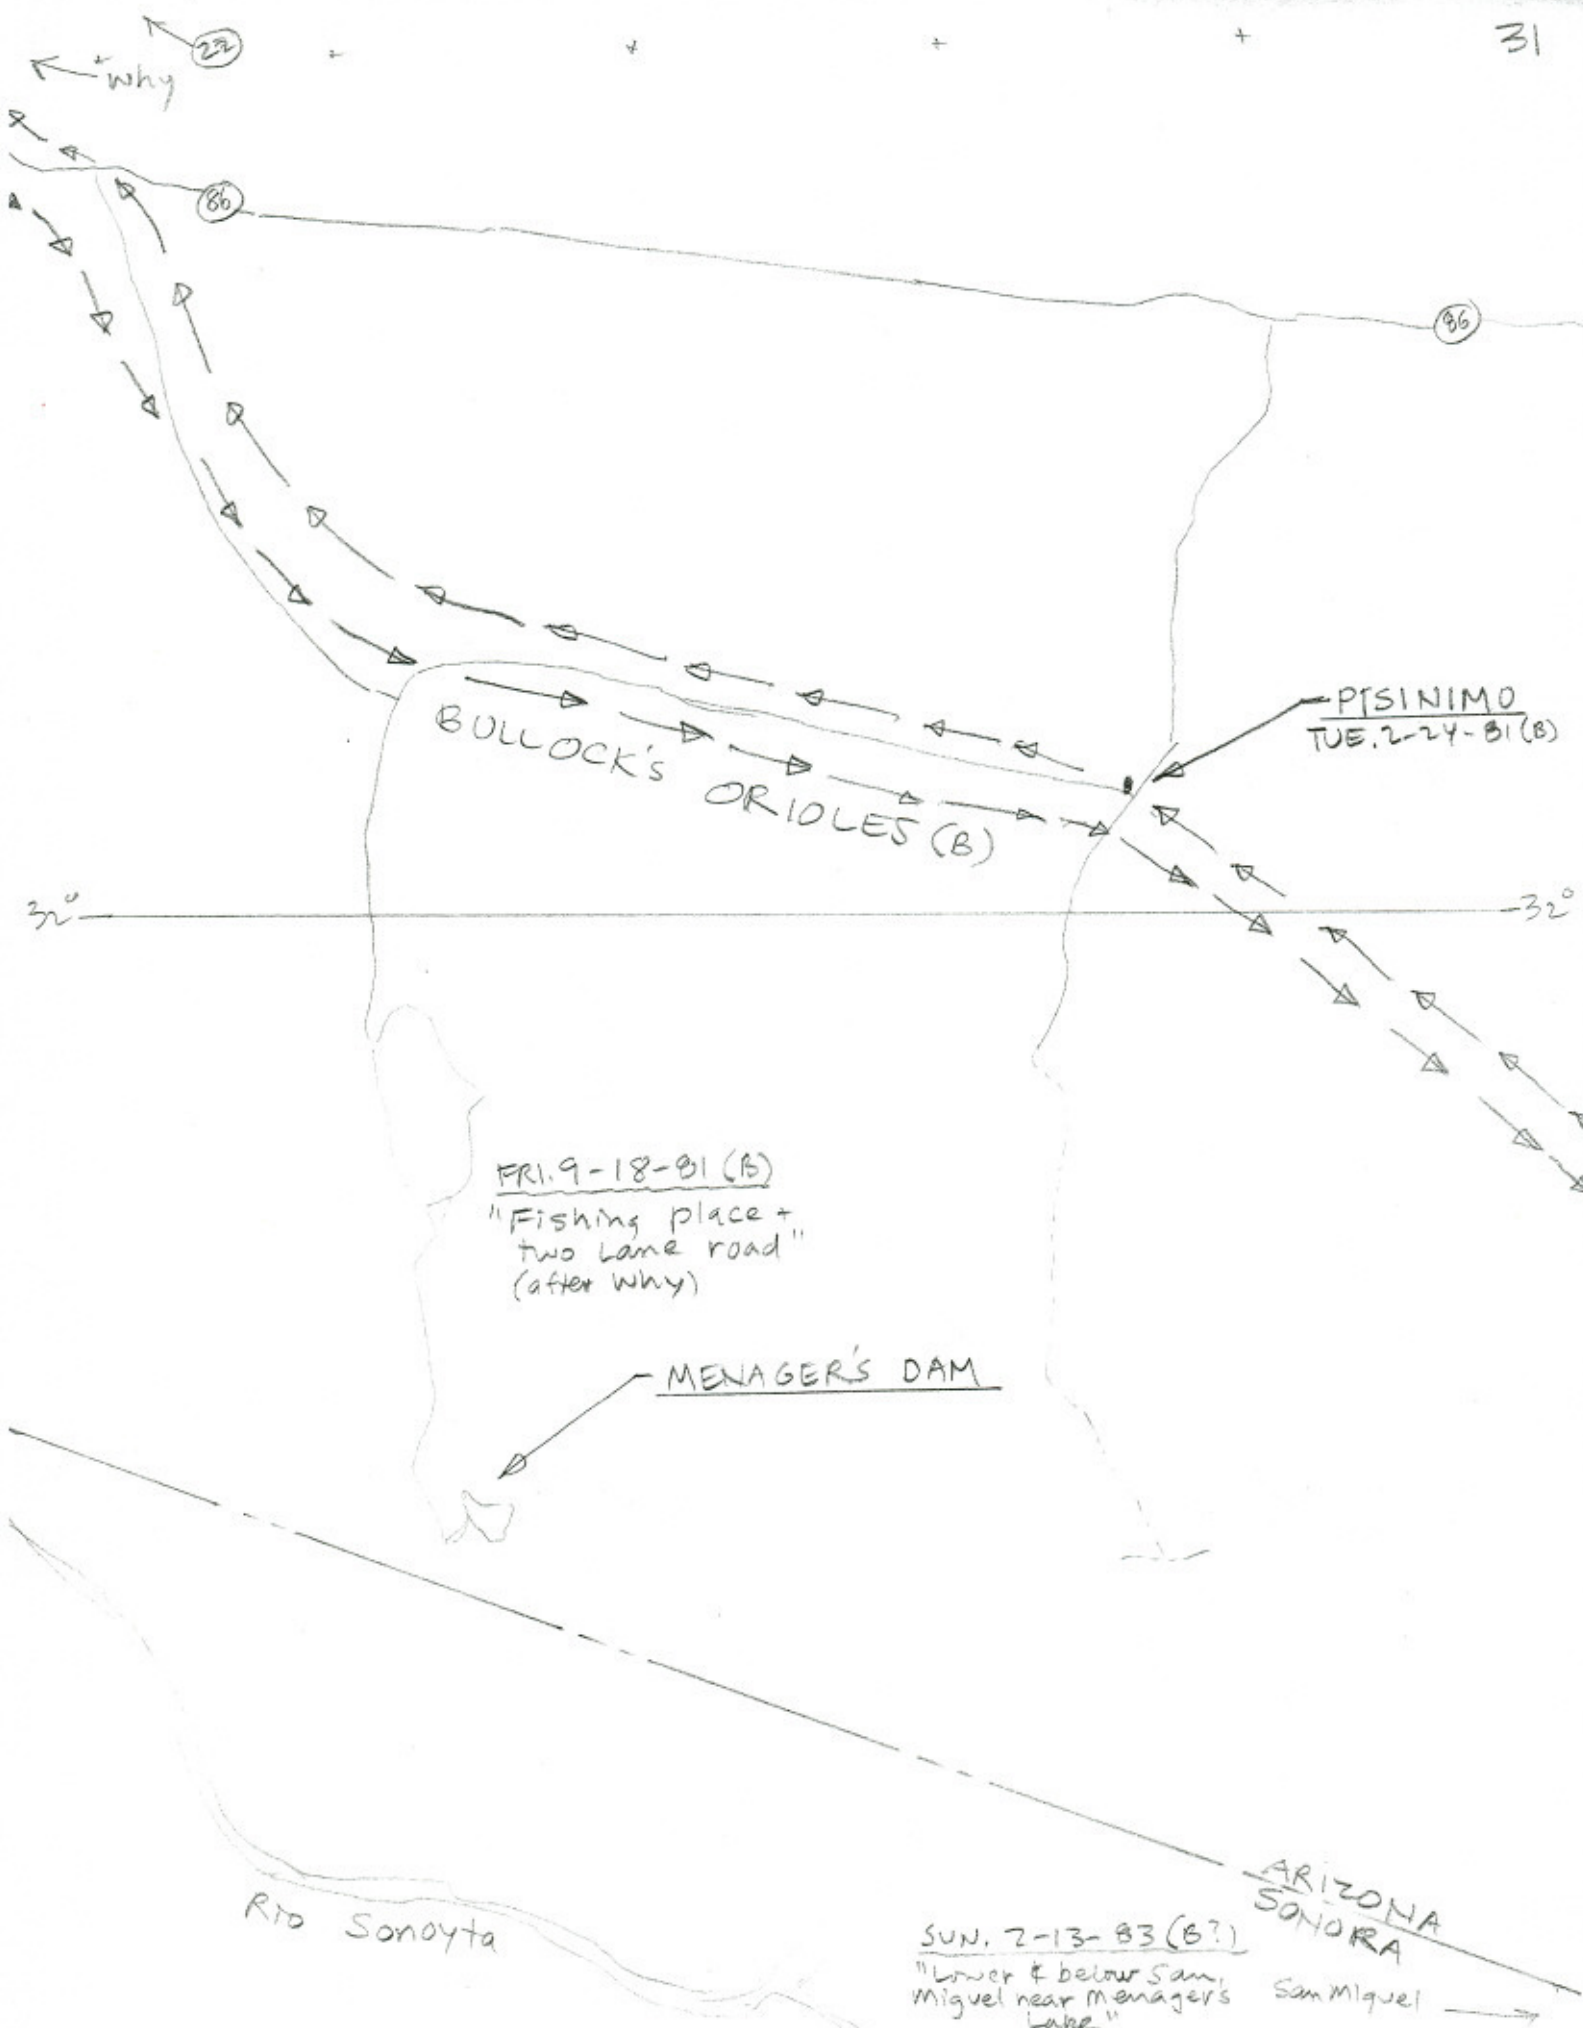 22
31
Why
86
86
PISINIMO
TUE. 2-24-81 (B)
BULLOCK'S ORIOLES (B)
32°
32°
FRI. 9-18-81 (B)
"Fishing place +
two Lane road"
(after Why)
MENAGER'S DAM
ARIZONA
SONORA
Rio Sonoyta
SUN. 2-13-83 (B?)
"Lower & below San
Miguel near Menager's
Lake"
San Miguel